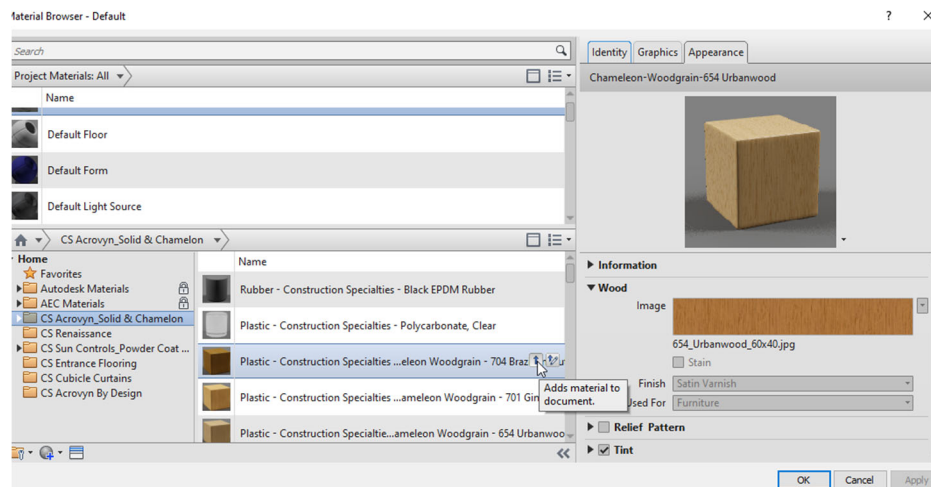 Material Browser - Default
?
Search
Project Materials: All
Name
Default Floor
Default Form
Default Light Source
CS Acrovyn_Solid & Chamelon
Home
Favorites
Autodesk Materials
AEC Materials
CS Acrovyn_Solid & Chamelon
CS Renaissance
CS Sun Controls_Powder Coat ...
CS Entrance Flooring
CS Cubicle Curtains
CS Acrovyn By Design
Name
Rubber - Construction Specialties - Black EPDM Rubber
Plastic - Construction Specialties - Polycarbonate, Clear
Plastic - Construction Specialties ...eleon Woodgrain - 704 Braz
Plastic - Construction Specialties ...ameleon Woodgrain - 701 Gin
Plastic - Construction Specialtie...ameleon Woodgrain - 654 Urbanwoo
Adds material to
document.
Identity Graphics Appearance
Chameleon-Woodgrain-654 Urbanwood
Information
Wood
Image
654_Urbanwood_60x40.jpg
Stain
Finish Satin Varnish
Used For Furniture
Relief Pattern
Tint
OK Cancel Apply